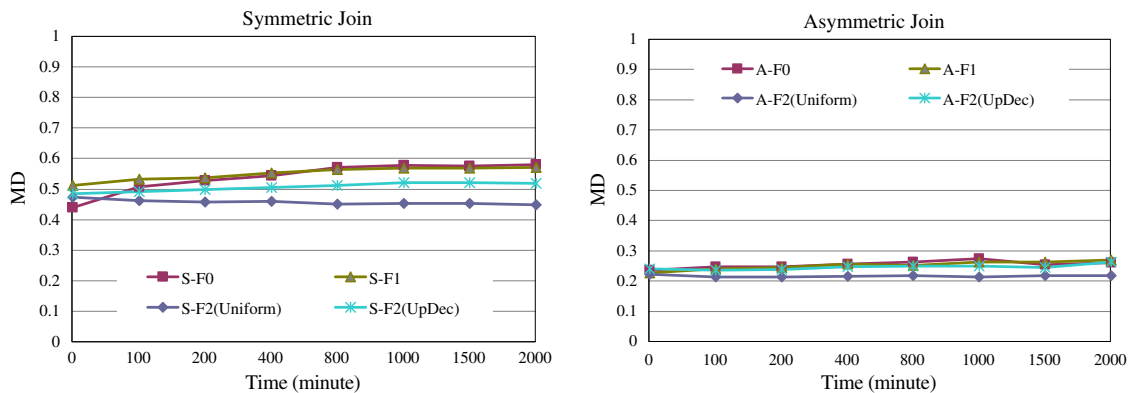 Symmetric Join
1
0.9
0.8
0.7
0.6
0.5
0.4
0.3
0.2
0.1
0
MD
S-F0 S-F1
S-F2(Uniform) S-F2(UpDec)
0 100 200 400 800 1000 1500 2000
Time (minute)
Asymmetric Join
1
0.9
0.8
0.7
0.6
0.5
0.4
0.3
0.2
0.1
0
MD
A-F0 A-F1
A-F2(Uniform) A-F2(UpDec)
0 100 200 400 800 1000 1500 2000
Time (minute)